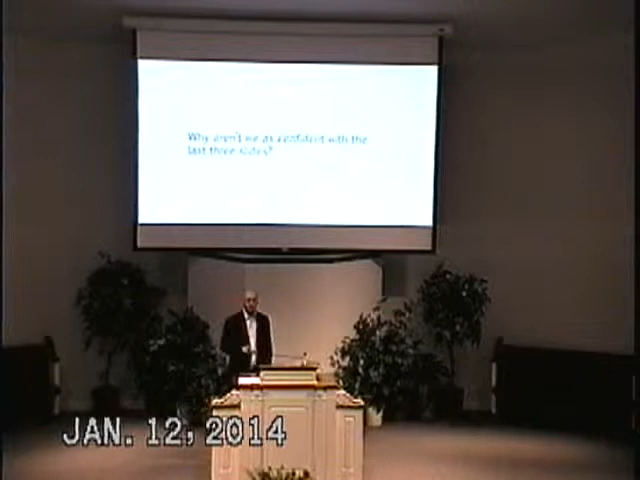 Why aren't we as confident with the
last three slides?
JAN. 12, 2014